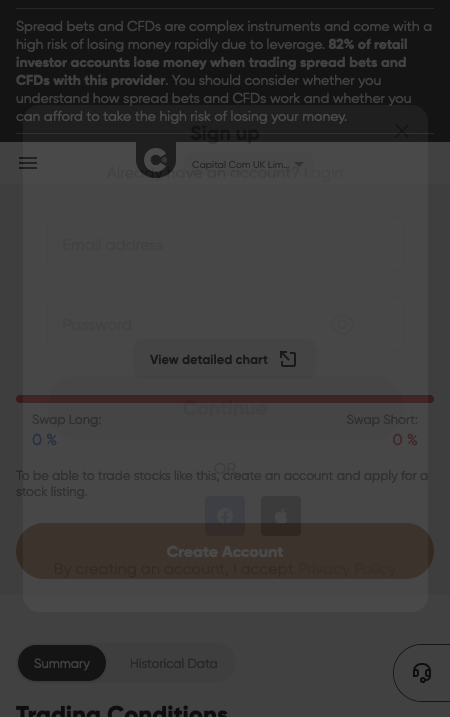 Spread bets and CFDs are complex instruments and come with a
high risk of losing money rapidly due to leverage. 82% of retail
investor accounts lose money when trading spread bets and
CFDs with this provider. You should consider whether you
understand how spread bets and CFDs work and whether you
can afford to take the high risk of losing your money.
Sign up
Capital Com UK Lim...
Already have an account? Login
Email address
Password
View detailed chart
Continue
Swap Long:
Swap Short:
0 %
0 %
OR
To be able to trade stocks like this, create an account and apply for a
stock listing.
Create Account
By creating an account, I accept Privacy Policy
Summary
Historical Data
Trading Conditions